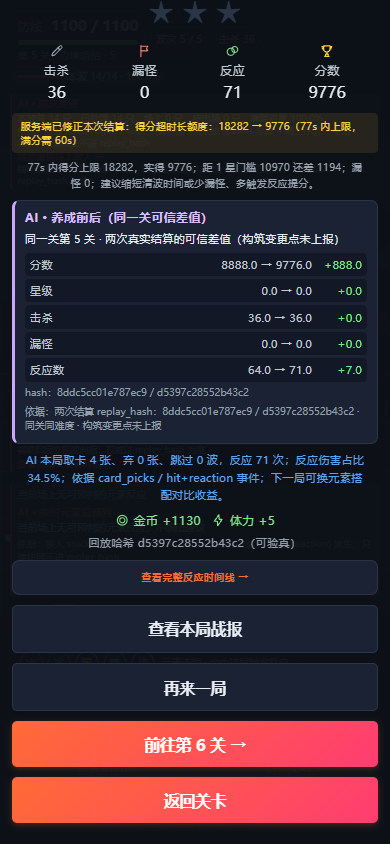 1100 / 1100
击杀 漏怪 反应 分数
36 0 71 9776
服务端已修正本次结算：得分超时长额度：18282 → 9776（77s 内上限，
满分需 60s）
77s 内得分上限 18282，实得 9776；距 1 星门槛 10970 还差 1194；漏
怪 0；建议缩短清波时间或少漏怪、多触发反应提分。
AI · 养成前后（同一关可信差值）
同一关第 5 关 · 两次真实结算的可信差值（构筑变更点未上报）
分数 8888.0 → 9776.0 +888.0
星级 0.0 → 0.0 +0.0
击杀 36.0 → 36.0 +0.0
漏怪 0.0 → 0.0 +0.0
反应数 64.0 → 71.0 +7.0
hash：8ddc5cc01e787ec9 / d5397c28552b43c2
依据：两次结算 replay_hash：8ddc5cc01e787ec9 / d5397c28552b43c2 ·
同关同难度 · 构筑变更点未上报
AI 本局取卡 4 张、弃 0 张、跳过 0 波，反应 71 次；反应伤害占比
34.5%；依据 card_picks / hit+reaction 事件；下一局可换元素搭
配对比收益。
金币 +1130 体力 +5
回放哈希 d5397c28552b43c2（可验真）
查看完整反应时间线 →
查看本局战报
再来一局
前往第 6 关 →
返回关卡